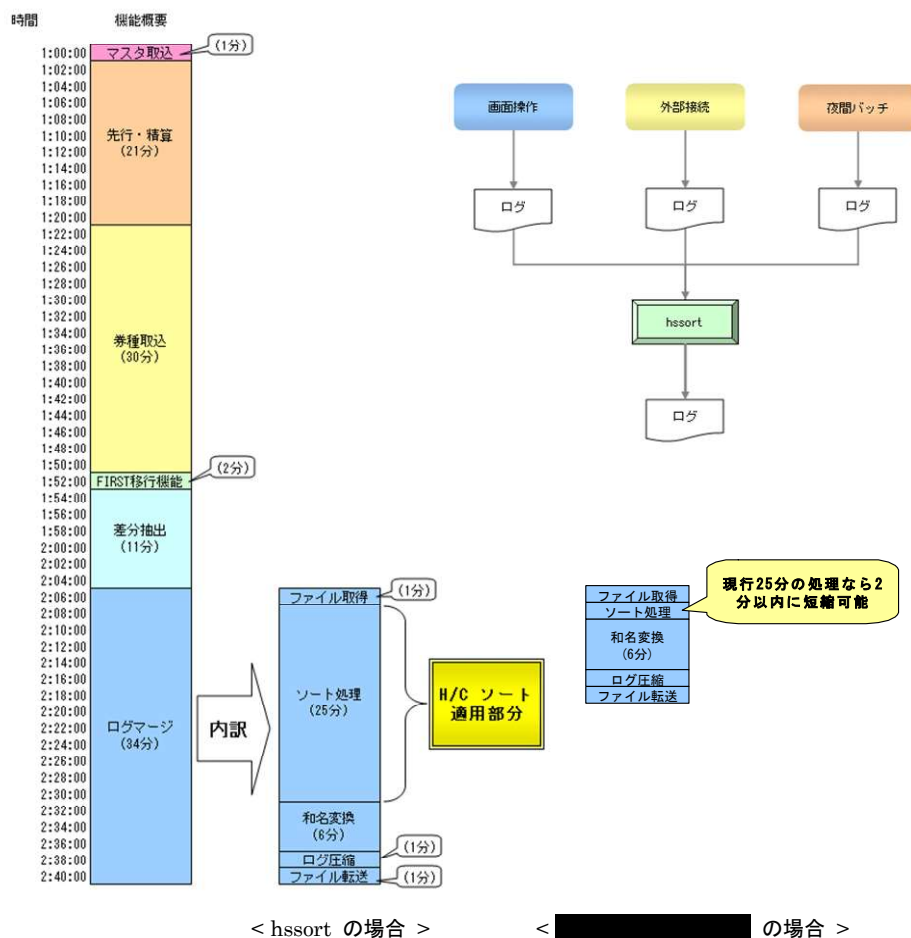 時間
機能概要
1:00:00
1:02:00
1:04:00
1:06:00
1:08:00
1:10:00
1:12:00
1:14:00
1:16:00
1:18:00
1:20:00
1:22:00
1:24:00
1:26:00
1:28:00
1:30:00
1:32:00
1:34:00
1:36:00
1:38:00
1:40:00
1:42:00
1:44:00
1:46:00
1:48:00
1:50:00
1:52:00
1:54:00
1:56:00
1:58:00
2:00:00
2:02:00
2:04:00
2:06:00
2:08:00
2:10:00
2:12:00
2:14:00
2:16:00
2:18:00
2:20:00
2:22:00
2:24:00
2:26:00
2:28:00
2:30:00
2:32:00
2:34:00
2:36:00
2:38:00
2:40:00
マスタ取込
(1分)
先行・精算
(21分)
券種取込
(30分)
FIRST移行機能
(2分)
差分抽出
(11分)
ログマージ
(34分)
内訳
ファイル取得
(1分)
ソート処理
(25分)
和名変換
(6分)
ログ圧縮
(1分)
ファイル転送
(1分)
H/C ソート
適用部分
画面操作
外部接続
夜間バッチ
ログ
ログ
ログ
hssort
ログ
現行25分の処理なら2
分以内に短縮可能
ファイル取得
ソート処理
和名変換
(6分)
ログ圧縮
ファイル転送
< hssort の場合 >
< の場合 >